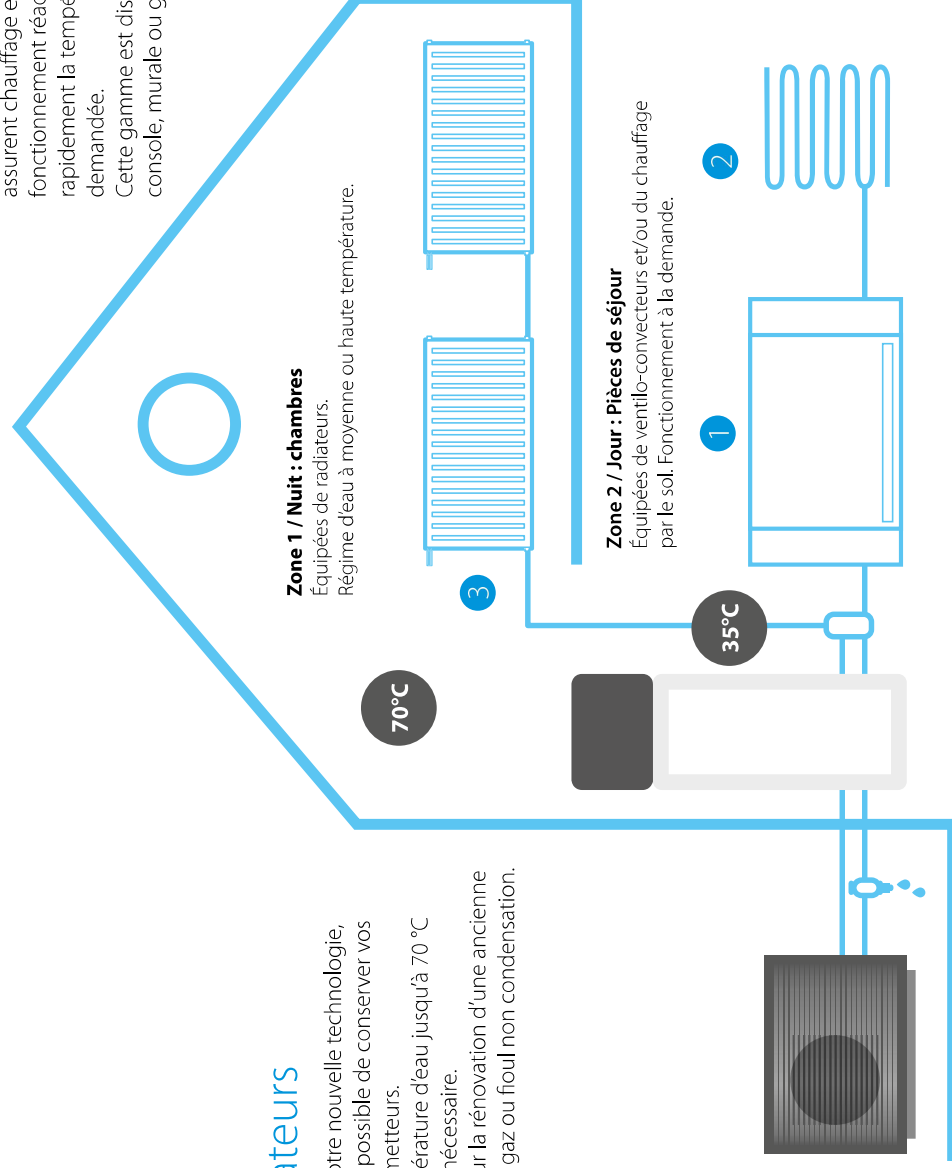 assurent chauffage e
fonctionnement réac
rapidement la tempé
demandée.
Cette gamme est dis
console, murale ou g
Zone 1 / Nuit : chambres
Équipées de radiateurs.
Régime d'eau à moyenne ou haute température.
3
70°C
Zone 2 / Jour : Pièces de séjour
Équipées de ventilo-convecteurs et/ou du chauffage
par le sol. Fonctionnement à la demande.
1
2
35°C
ateurs
otre nouvelle technologie,
possible de conserver vos
metteurs.
érature d'eau jusqu'à 70 °C
nécessaire.
ur la rénovation d'une ancienne
gaz ou fioul non condensation.